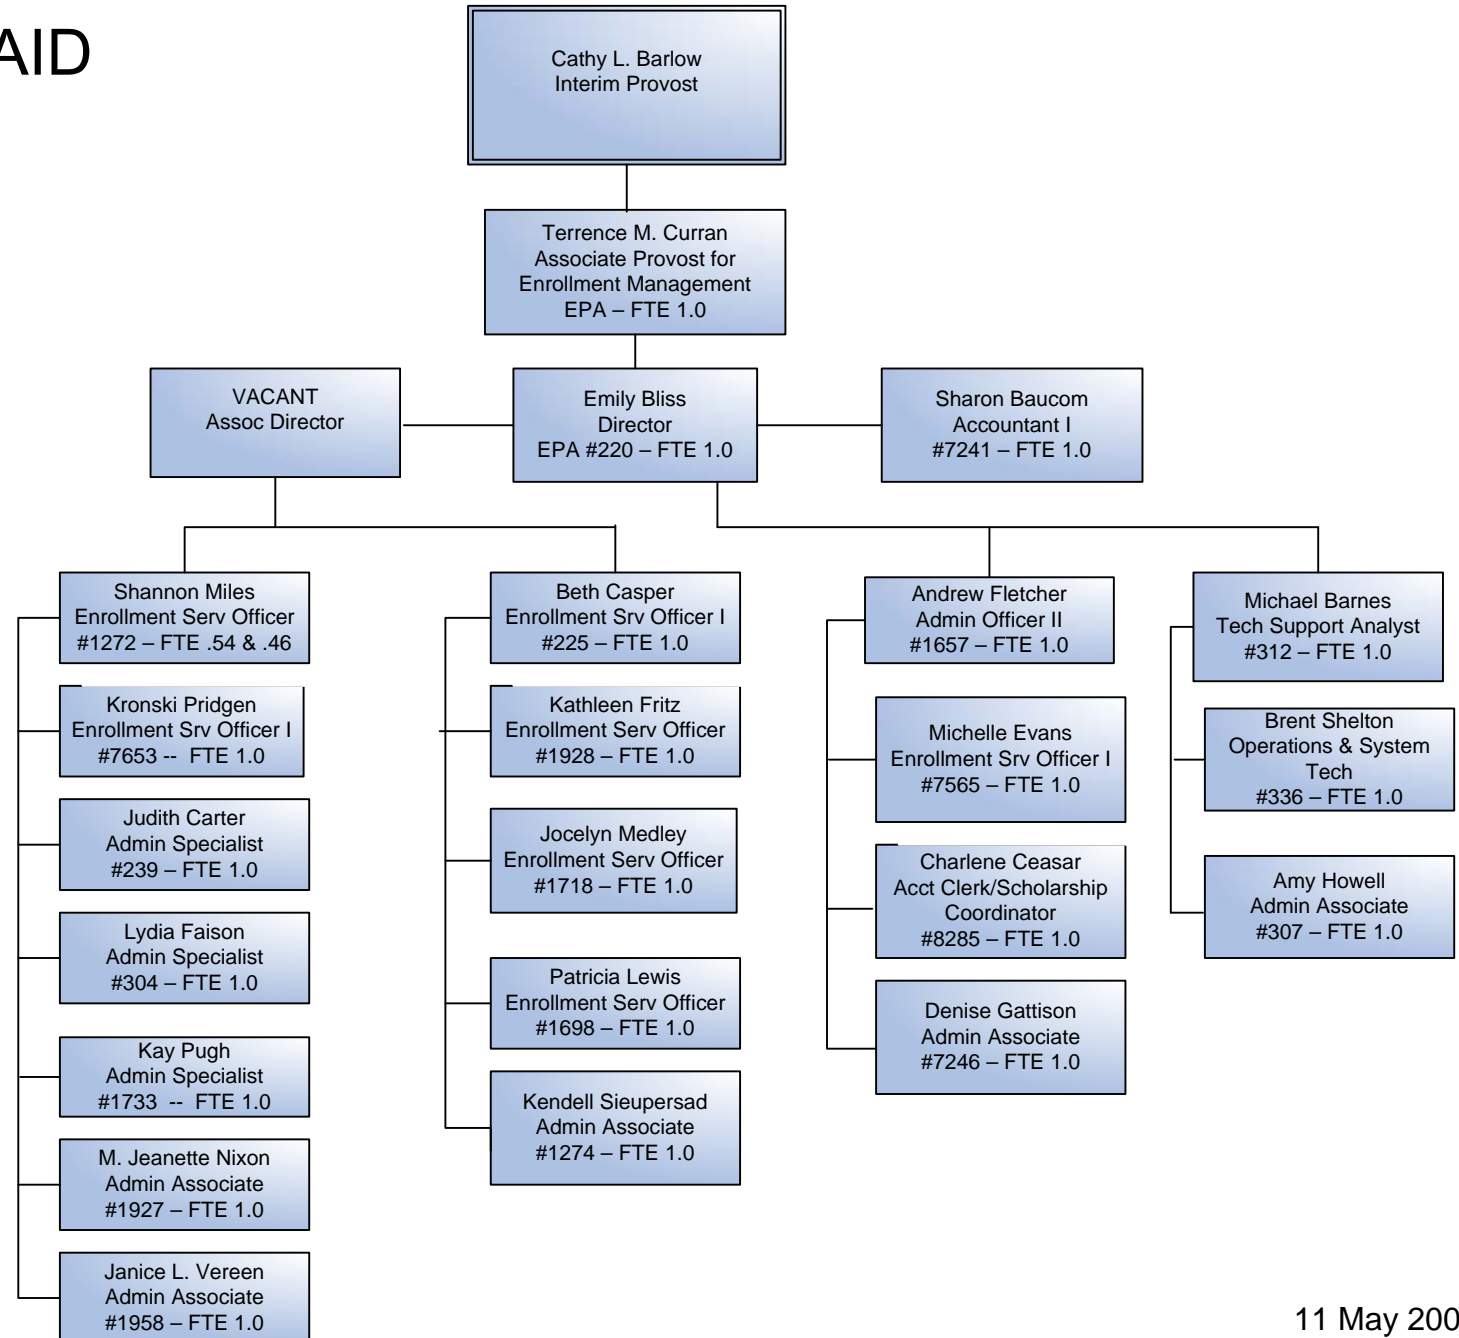 AID
Cathy L. Barlow
Interim Provost
Terrence M. Curran
Associate Provost for
Enrollment Management
EPA – FTE 1.0
VACANT
Assoc Director
Emily Bliss
Director
EPA #220 – FTE 1.0
Sharon Baucom
Accountant I
#7241 – FTE 1.0
Shannon Miles
Enrollment Serv Officer
#1272 – FTE .54 & .46
Kronski Pridgen
Enrollment Srv Officer I
#7653 -- FTE 1.0
Judith Carter
Admin Specialist
#239 – FTE 1.0
Lydia Faison
Admin Specialist
#304 – FTE 1.0
Kay Pugh
Admin Specialist
#1733 -- FTE 1.0
M. Jeanette Nixon
Admin Associate
#1927 – FTE 1.0
Janice L. Vereen
Admin Associate
#1958 – FTE 1.0
Beth Casper
Enrollment Srv Officer I
#225 – FTE 1.0
Kathleen Fritz
Enrollment Serv Officer
#1928 – FTE 1.0
Jocelyn Medley
Enrollment Serv Officer
#1718 – FTE 1.0
Patricia Lewis
Enrollment Serv Officer
#1698 – FTE 1.0
Kendell Sieupersad
Admin Associate
#1274 – FTE 1.0
Andrew Fletcher
Admin Officer II
#1657 – FTE 1.0
Michelle Evans
Enrollment Srv Officer I
#7565 – FTE 1.0
Charlene Ceasar
Acct Clerk/Scholarship
Coordinator
#8285 – FTE 1.0
Denise Gattison
Admin Associate
#7246 – FTE 1.0
Michael Barnes
Tech Support Analyst
#312 – FTE 1.0
Brent Shelton
Operations & System
Tech
#336 – FTE 1.0
Amy Howell
Admin Associate
#307 – FTE 1.0
11 May 200